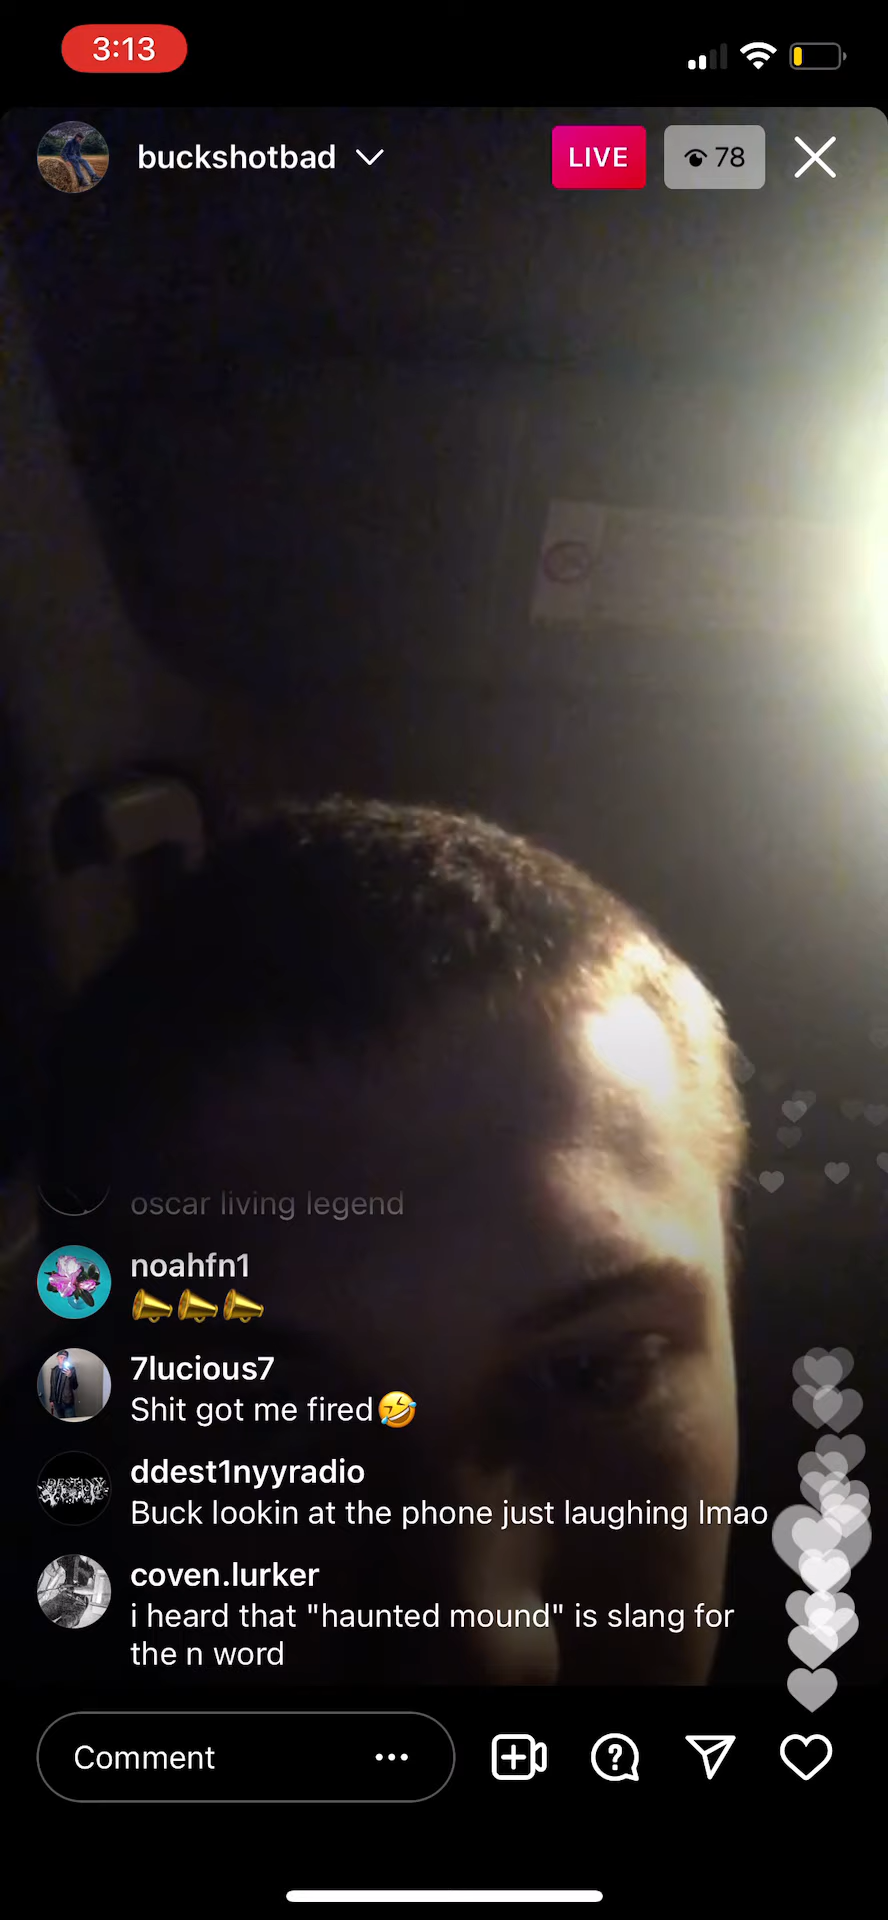 3:13
buckshotbad
LIVE
78
oscar living legend
noahfn1
📣📣📣
7lucious7
Shit got me fired🤣
ddest1nyyradio
Buck lookin at the phone just laughing lmao
coven.lurker
i heard that "haunted mound" is slang for
the n word
Comment